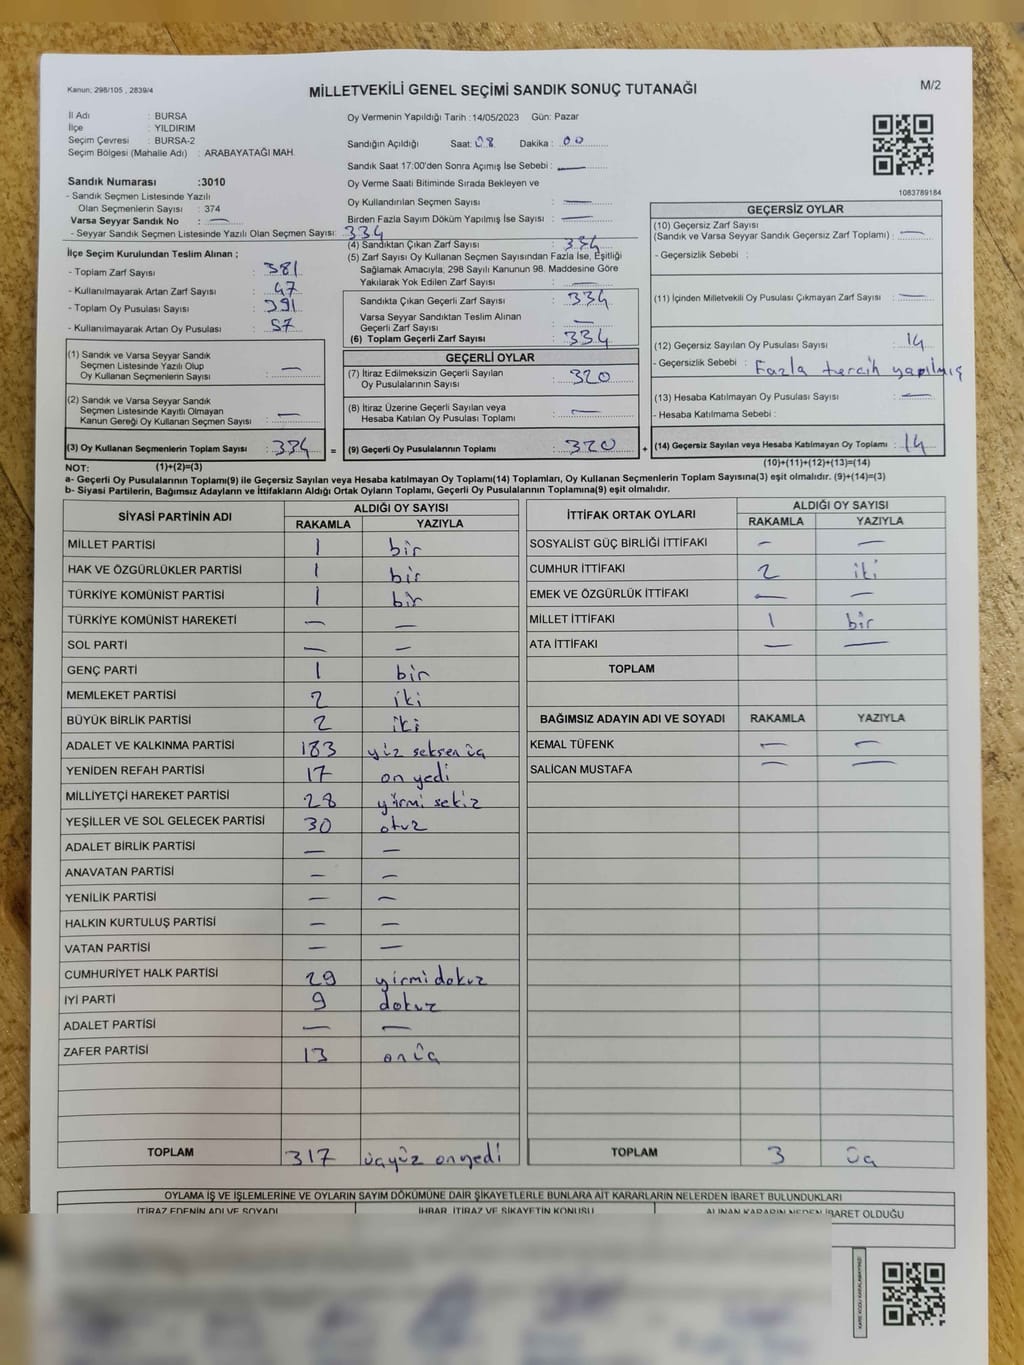 Kanun; 298/105 , 2839/4
MİLLETVEKİLİ GENEL SEÇİMİ SANDIK SONUÇ TUTANAĞI
M/2
İl Adı : BURSA
İlçe : YILDIRIM
Seçim Çevresi : BURSA-2
Seçim Bölgesi (Mahalle Adı) : ARABAYATAĞI MAH.
Sandık Numarası :3010
- Sandık Seçmen Listesinde Yazılı
Olan Seçmenlerin Sayısı : 374
Varsa Seyyar Sandık No : —
- Seyyar Sandık Seçmen Listesinde Yazılı Olan Seçmen Sayısı: 334
İlçe Seçim Kurulundan Teslim Alınan ;
- Toplam Zarf Sayısı : 381
- Kullanılmayarak Artan Zarf Sayısı : 47
- Toplam Oy Pusulası Sayısı : 391
- Kullanılmayarak Artan Oy Pusulası : 57
(1) Sandık ve Varsa Seyyar Sandık
Seçmen Listesinde Yazılı Olup
Oy Kullanan Seçmenlerin Sayısı : —
(2) Sandık ve Varsa Seyyar Sandık
Seçmen Listesinde Kayıtlı Olmayan
Kanun Gereği Oy Kullanan Seçmen Sayısı : —
(3) Oy Kullanan Seçmenlerin Toplam Sayısı : 334 =
Oy Vermenin Yapıldığı Tarih :14/05/2023 Gün: Pazar
Sandığın Açıldığı Saat: 08 Dakika : 00
Sandık Saat 17:00'den Sonra Açımış İse Sebebi : —
Oy Verme Saati Bitiminde Sırada Bekleyen ve
Oy Kullandırılan Seçmen Sayısı : —
Birden Fazla Sayım Döküm Yapılmış İse Sayısı : —
(4) Sandıktan Çıkan Zarf Sayısı : 334
(5) Zarf Sayısı Oy Kullanan Seçmen Sayısından Fazla İse, Eşitliği
Sağlamak Amacıyla; 298 Sayılı Kanunun 98. Maddesine Göre
Yakılarak Yok Edilen Zarf Sayısı : —
Sandıkta Çıkan Geçerli Zarf Sayısı : 334
Varsa Seyyar Sandıktan Teslim Alınan
Geçerli Zarf Sayısı : —
(6) Toplam Geçerli Zarf Sayısı : 334
GEÇERLİ OYLAR
(7) İtiraz Edilmeksizin Geçerli Sayılan
Oy Pusulalarının Sayısı : 320
(8) İtiraz Üzerine Geçerli Sayılan veya
Hesaba Katılan Oy Pusulası Toplamı : —
(9) Geçerli Oy Pusulalarının Toplamı : 320 +
1083789184
GEÇERSİZ OYLAR
(10) Geçersiz Zarf Sayısı
(Sandık ve Varsa Seyyar Sandık Geçersiz Zarf Toplamı) : —
- Geçersizlik Sebebi :
(11) İçinden Milletvekili Oy Pusulası Çıkmayan Zarf Sayısı : —
(12) Geçersiz Sayılan Oy Pusulası Sayısı : 14
- Geçersizlik Sebebi : Fazla tercih yapılmış
(13) Hesaba Katılmayan Oy Pusulası Sayısı : —
- Hesaba Katılmama Sebebi :
(14) Geçersiz Sayılan veya Hesaba Katılmayan Oy Toplamı : 14
NOT: (1)+(2)=(3) (10)+(11)+(12)+(13)=(14)
a- Geçerli Oy Pusulalarının Toplamı(9) ile Geçersiz Sayılan veya Hesaba katılmayan Oy Toplamı(14) Toplamları, Oy Kullanan Seçmenlerin Toplam Sayısına(3) eşit olmalıdır. (9)+(14)=(3)
b- Siyasi Partilerin, Bağımsız Adayların ve İttifakların Aldığı Ortak Oyların Toplamı, Geçerli Oy Pusulalarının Toplamına(9) eşit olmalıdır.
SİYASİ PARTİNİN ADI ALDIĞI OY SAYISI
RAKAMLA YAZIYLA
MİLLET PARTİSİ 1 bir
HAK VE ÖZGÜRLÜKLER PARTİSİ 1 bir
TÜRKİYE KOMÜNİST PARTİSİ 1 bir
TÜRKİYE KOMÜNİST HAREKETİ — —
SOL PARTİ — —
GENÇ PARTİ 1 bir
MEMLEKET PARTİSİ 2 iki
BÜYÜK BİRLİK PARTİSİ 2 iki
ADALET VE KALKINMA PARTİSİ 183 yüz seksen üç
YENİDEN REFAH PARTİSİ 17 on yedi
MİLLİYETÇİ HAREKET PARTİSİ 28 yirmi sekiz
YEŞİLLER VE SOL GELECEK PARTİSİ 30 otuz
ADALET BİRLİK PARTİSİ — —
ANAVATAN PARTİSİ — —
YENİLİK PARTİSİ — —
HALKIN KURTULUŞ PARTİSİ — —
VATAN PARTİSİ — —
CUMHURİYET HALK PARTİSİ 29 yirmi dokuz
İYİ PARTİ 9 dokuz
ADALET PARTİSİ — —
ZAFER PARTİSİ 13 on üç
TOPLAM 317 üçyüz onyedi
İTTİFAK ORTAK OYLARI ALDIĞI OY SAYISI
RAKAMLA YAZIYLA
SOSYALİST GÜÇ BİRLİĞİ İTTİFAKI — —
CUMHUR İTTİFAKI 2 iki
EMEK VE ÖZGÜRLÜK İTTİFAKI — —
MİLLET İTTİFAKI 1 bir
ATA İTTİFAKI — —
TOPLAM
BAĞIMSIZ ADAYIN ADI VE SOYADI RAKAMLA YAZIYLA
KEMAL TÜFENK — —
SALİCAN MUSTAFA — —
TOPLAM 3 üç
OYLAMA İŞ VE İŞLEMLERİNE VE OYLARIN SAYIM DÖKÜMÜNE DAİR ŞİKAYETLERLE BUNLARA AİT KARARLARIN NELERDEN İBARET BULUNDUKLARI
İTİRAZ EDENİN ADI VE SOYADI İHBAR, İTİRAZ VE ŞİKAYETİN KONUSU ALINAN KARARIN NEDEN İBARET OLDUĞU